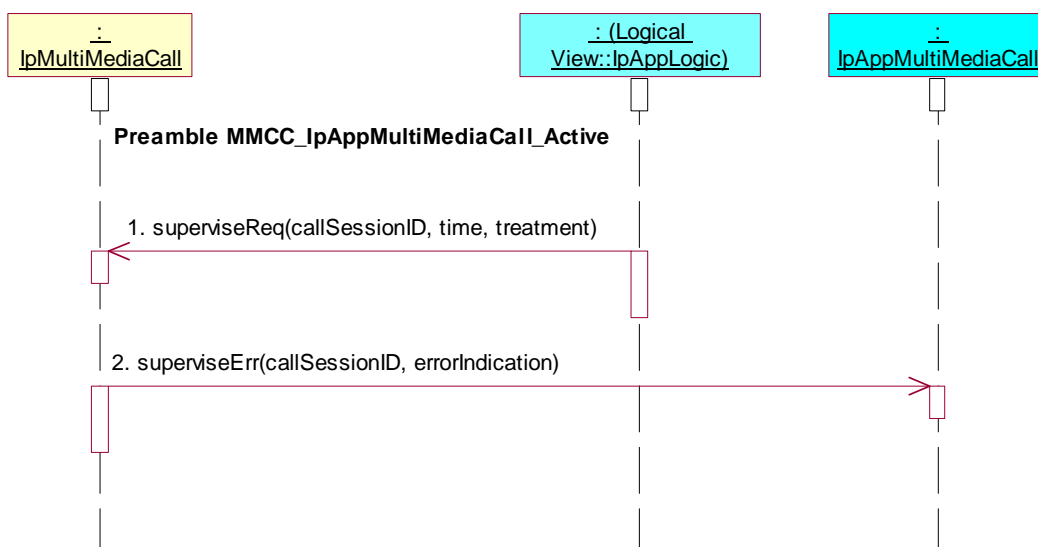 :
IpMultiMediaCall
: (Logical
View::IpAppLogic)
:
IpAppMultiMediaCall
Preamble MMCC_IpAppMultiMediaCall_Active
1. superviseReq(callSessionID, time, treatment)
2. superviseErr(callSessionID, errorIndication)